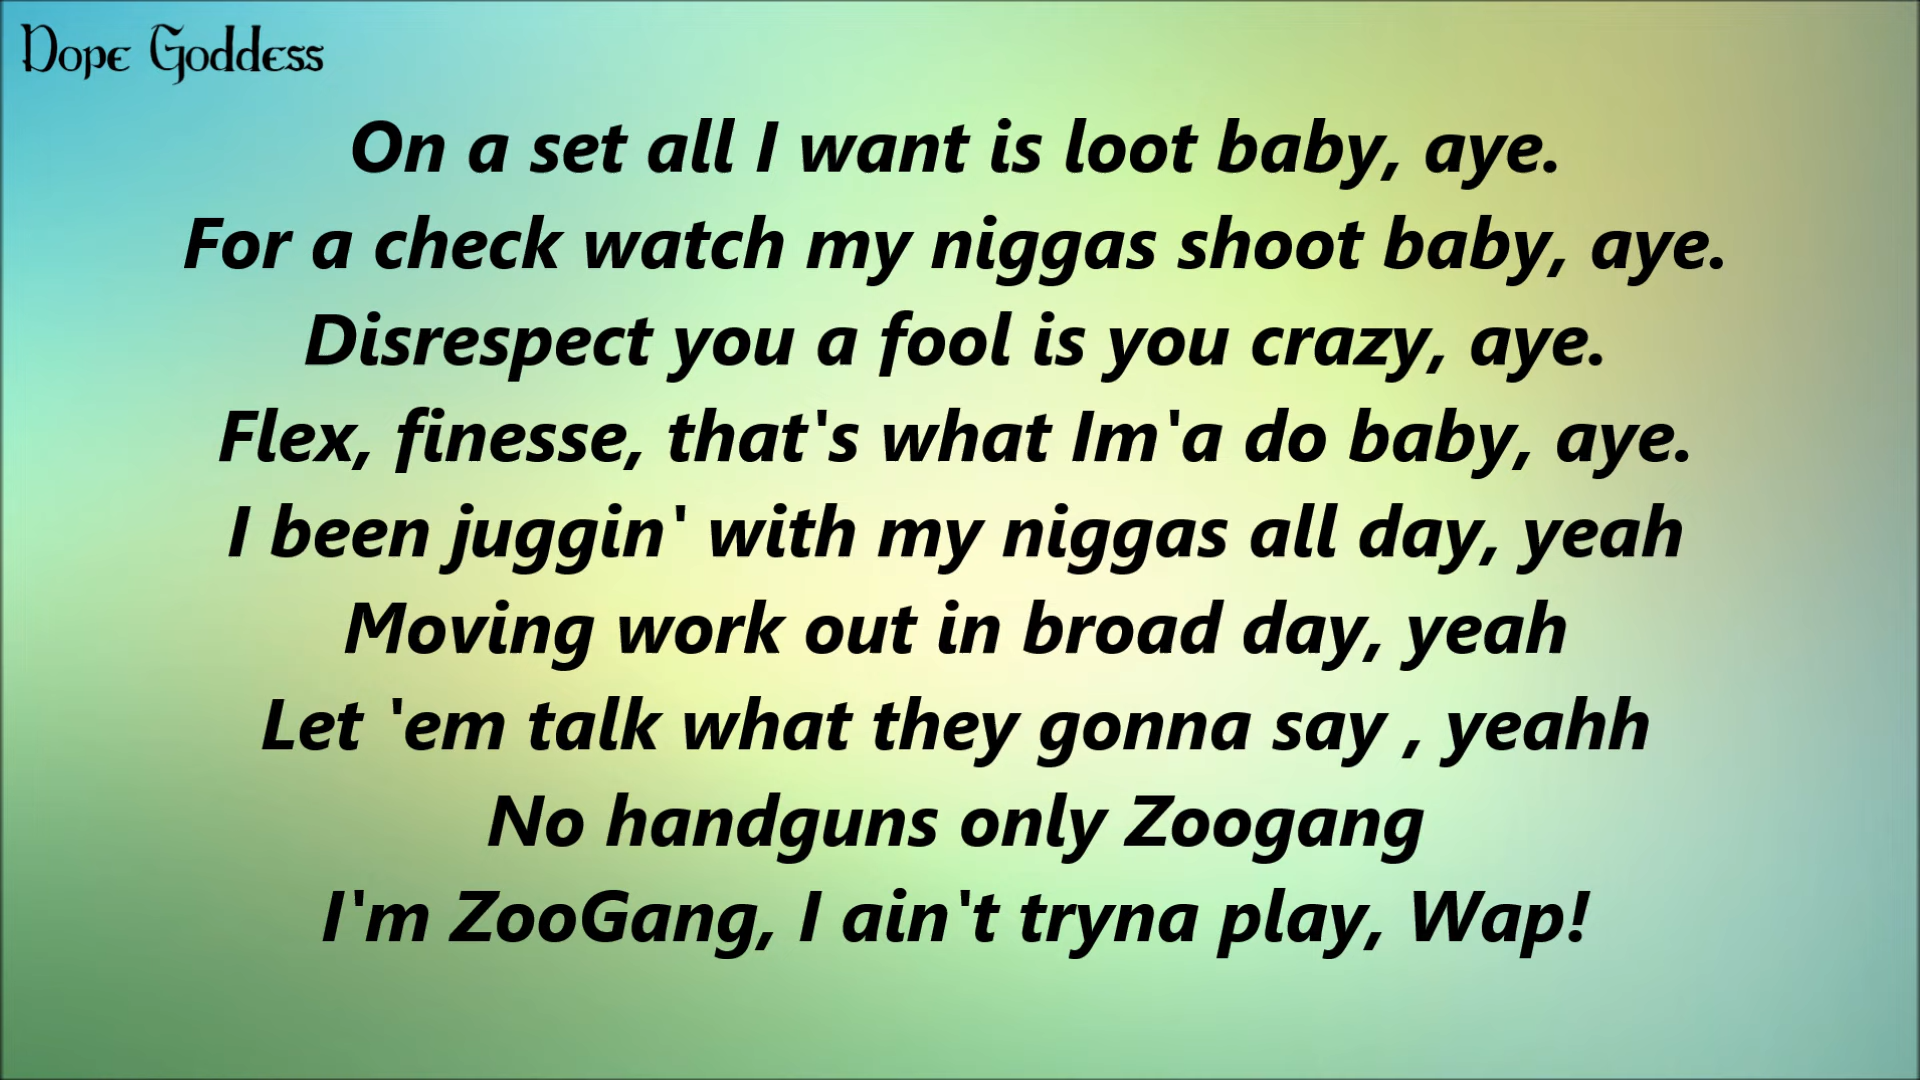 Dope Goddess
On a set all I want is loot baby, aye.
For a check watch my niggas shoot baby, aye.
Disrespect you a fool is you crazy, aye.
Flex, finesse, that's what Im'a do baby, aye.
I been juggin' with my niggas all day, yeah
Moving work out in broad day, yeah
Let 'em talk what they gonna say , yeahh
No handguns only Zoogang
I'm ZooGang, I ain't tryna play, Wap!